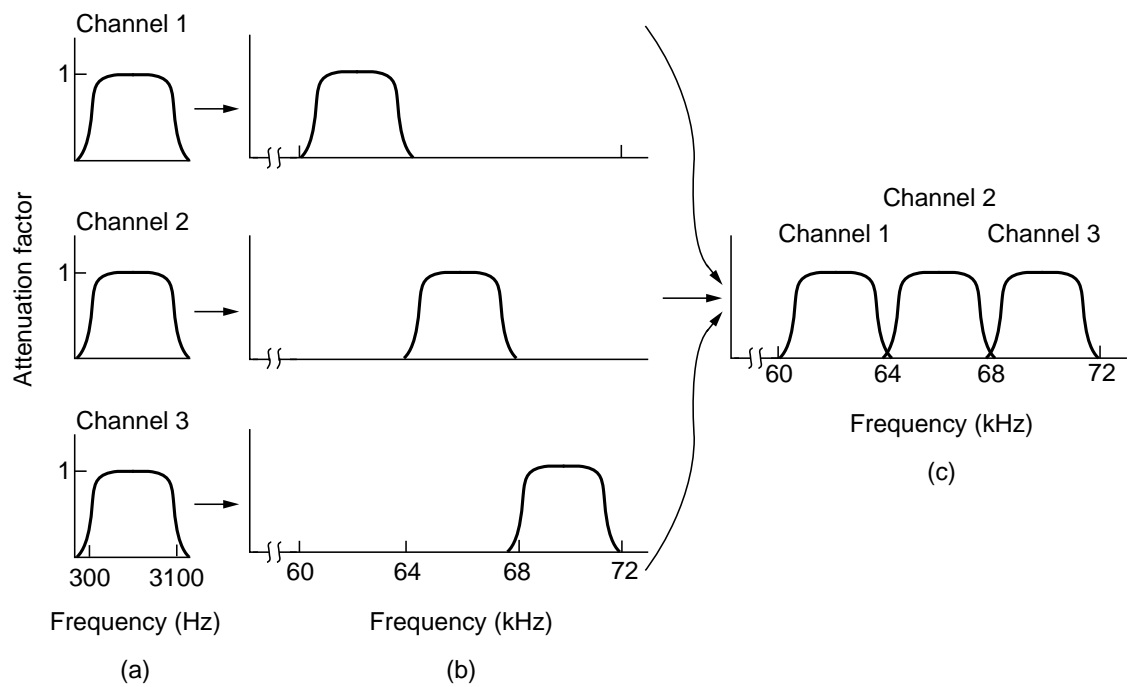 Channel 1
1
Channel 2
1
Channel 3
1
Attenuation factor
300 3100
Frequency (Hz)
(a)
60 64 68 72
Frequency (kHz)
(b)
Channel 2
Channel 1 Channel 3
60 64 68 72
Frequency (kHz)
(c)